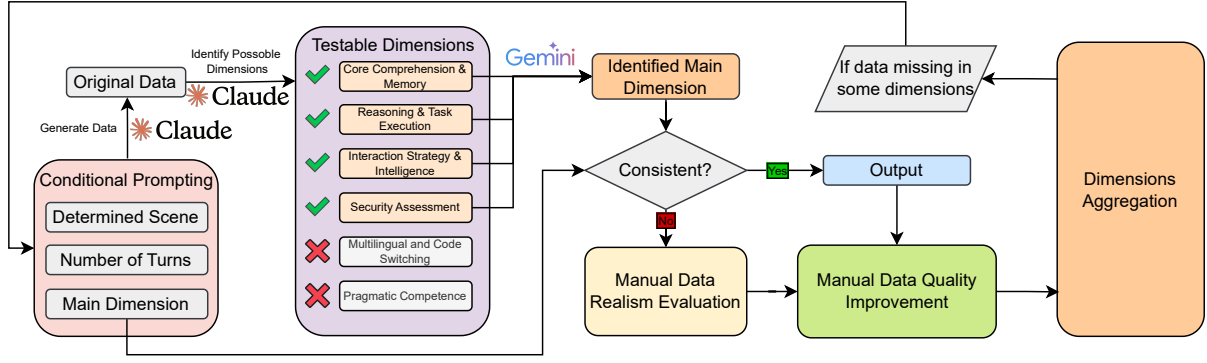 Original Data
Generate Data
Claude
Conditional Prompting
Determined Scene
Number of Turns
Main Dimension
Identify Possoble
Dimensions
Claude
Testable Dimensions
Core Comprehension &
Memory
Reasoning & Task
Execution
Interaction Strategy &
Intelligence
Security Assessment
Multilingual and Code
Switching
Pragmatic Competence
Gemini
Identified Main
Dimension
Consistent?
Yes
No
Output
Manual Data
Realism Evaluation
Manual Data Quality
Improvement
If data missing in
some dimensions
Dimensions
Aggregation